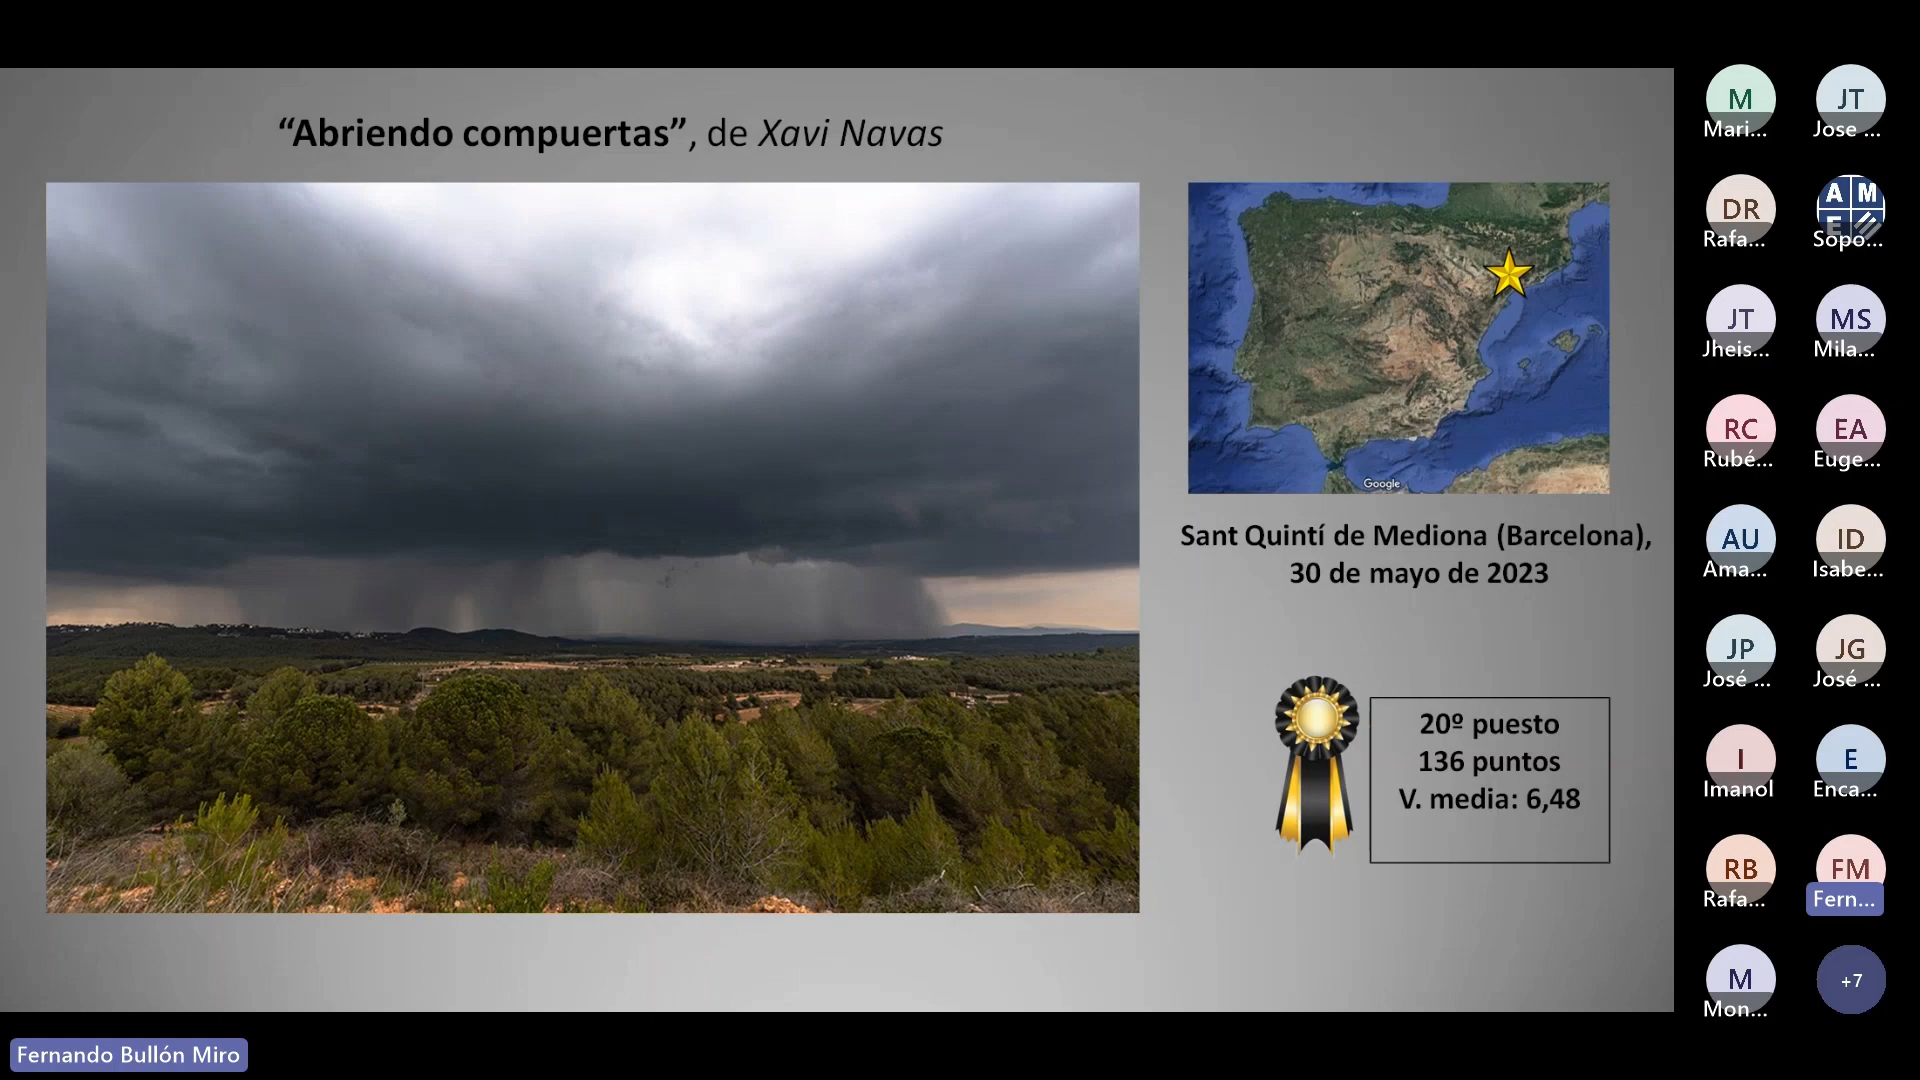 “Abriendo compuertas”, de Xavi Navas
Google
Sant Quintí de Mediona (Barcelona),
30 de mayo de 2023
20º puesto
136 puntos
V. media: 6,48
M
Mari...
JT
Jose ...
DR
Rafa...
A M
E
Sopo...
JT
Jheis...
MS
Mila...
RC
Rubé...
EA
Euge...
AU
Ama...
ID
Isabe...
JP
José ...
JG
José ...
I
Imanol
E
Enca...
RB
Rafa...
FM
Fern...
M
Mon...
+7
Fernando Bullón Miro